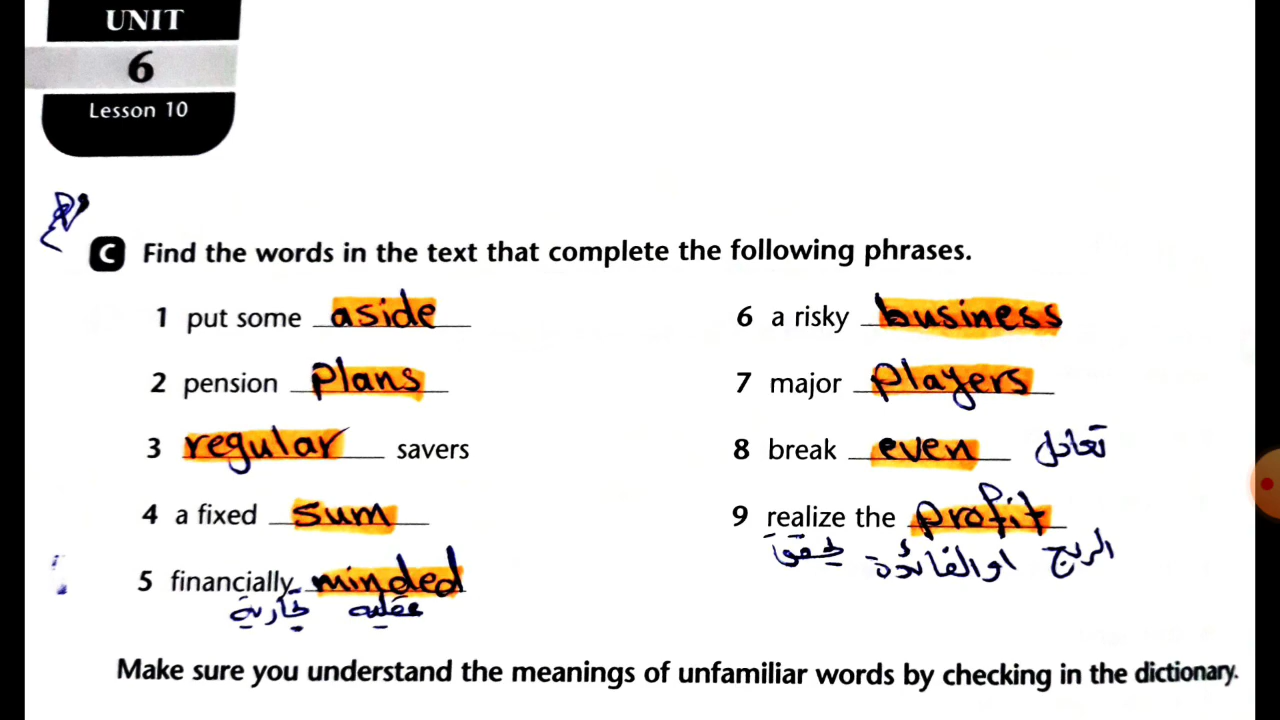 UNIT
6
Lesson 10
C Find the words in the text that complete the following phrases.
1 put some aside
2 pension plans
3 regular savers
4 a fixed sum
5 financially minded
عقلية تجارية
6 a risky business
7 major players
8 break even تعادل
9 realize the profit
يحقق الربح او الفائدة
Make sure you understand the meanings of unfamiliar words by checking in the dictionary.